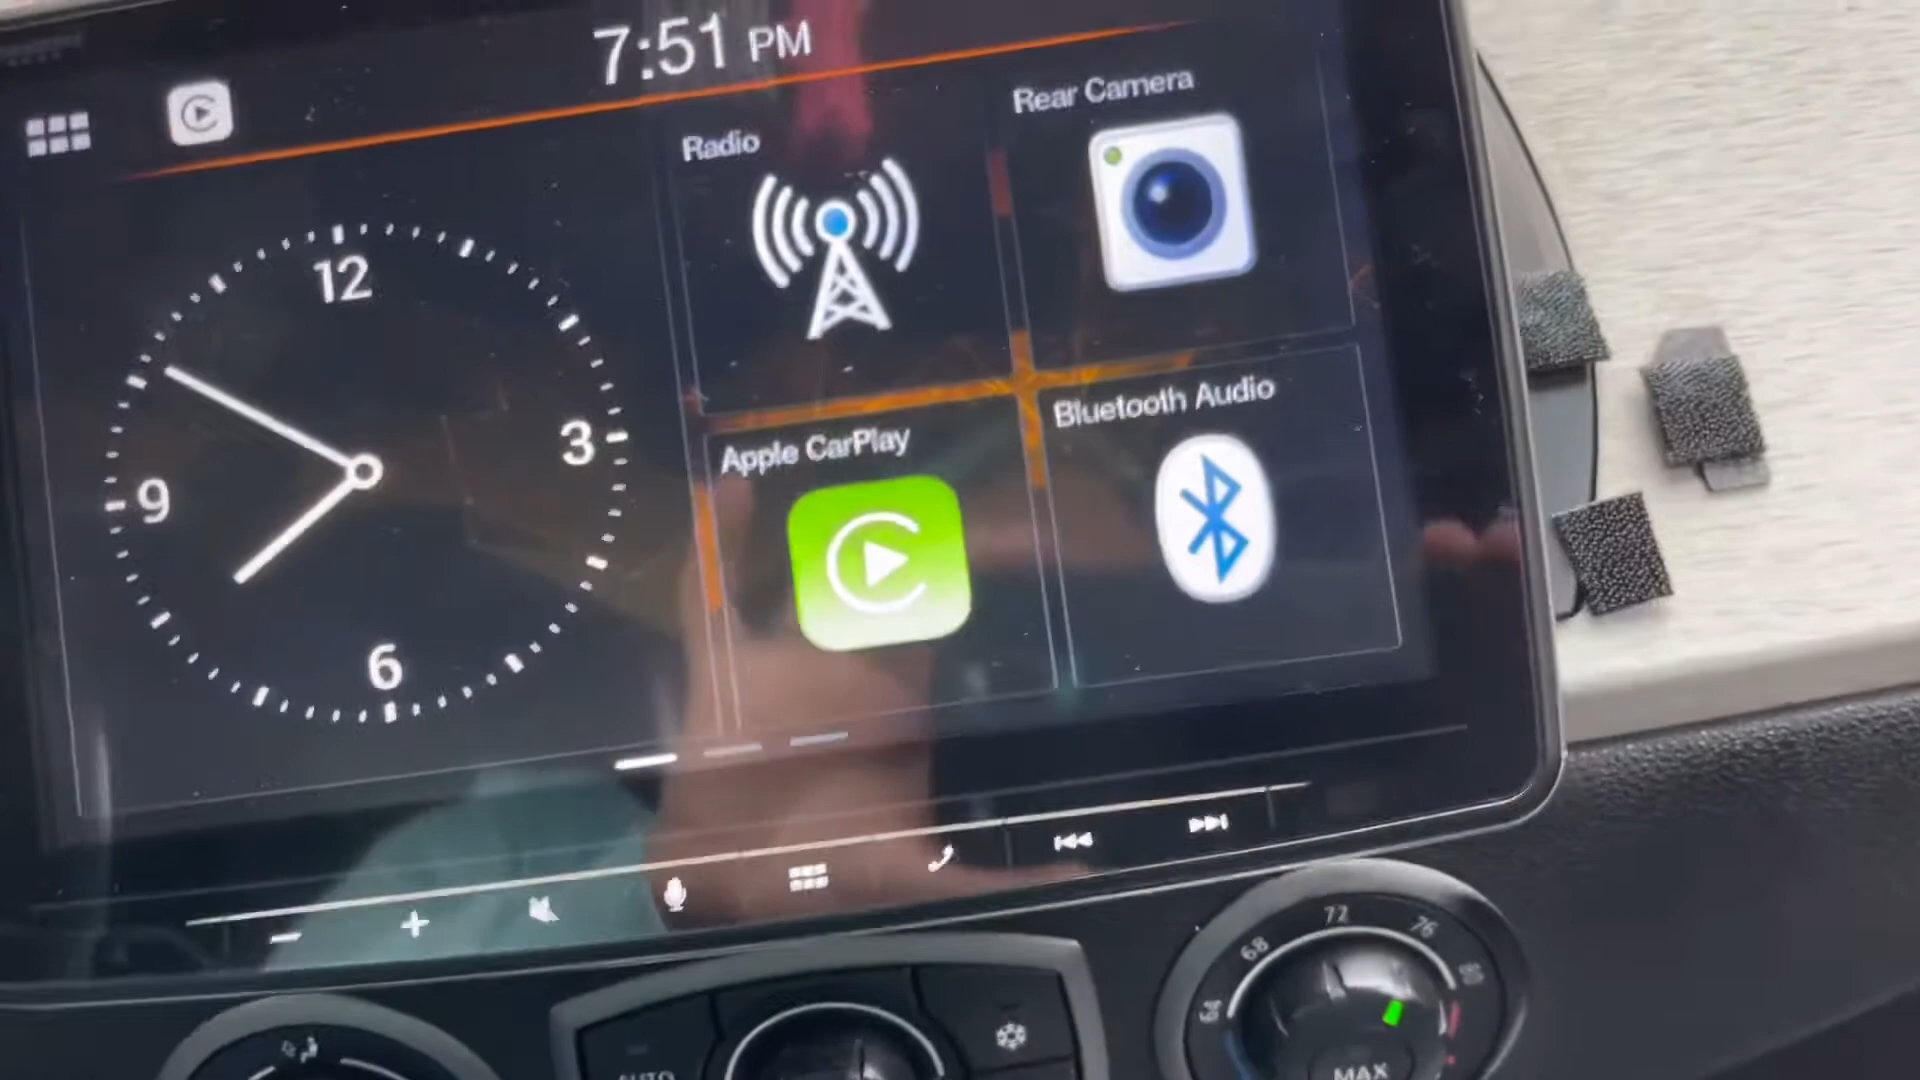 7:51 PM
Radio
Rear Camera
12
3
9
6
Apple CarPlay
Bluetooth Audio
68
72
76
AUTO
MAX